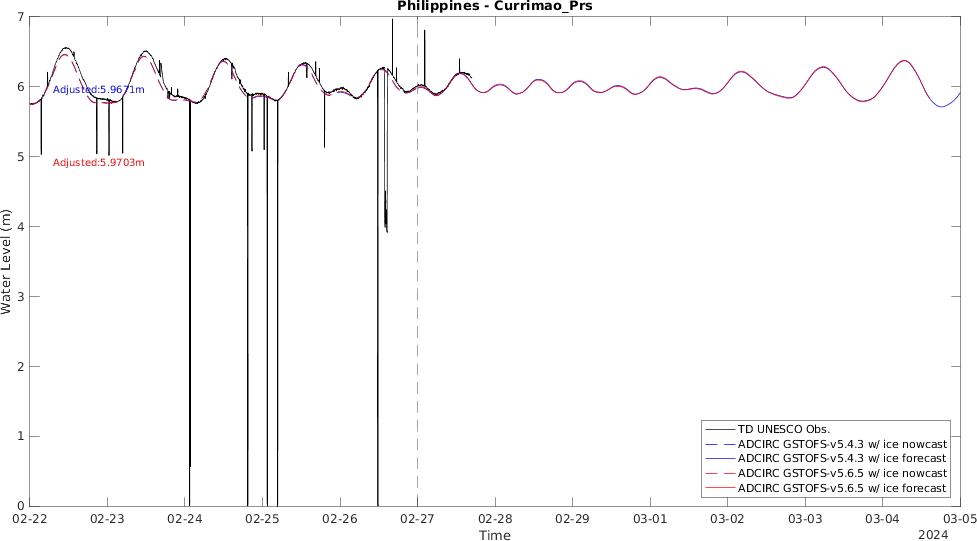 Philippines - Currimao_Prs
7
6
5
4
3
2
1
0
Water Level (m)
Adjusted:5.9671m
Adjusted:5.9703m
TD UNESCO Obs.
ADCIRC GSTOFS-v5.4.3 w/ ice nowcast
ADCIRC GSTOFS-v5.4.3 w/ ice forecast
ADCIRC GSTOFS-v5.6.5 w/ ice nowcast
ADCIRC GSTOFS-v5.6.5 w/ ice forecast
02-22 02-23 02-24 02-25 02-26 02-27 02-28 02-29 03-01 03-02 03-03 03-04 03-05
Time
2024